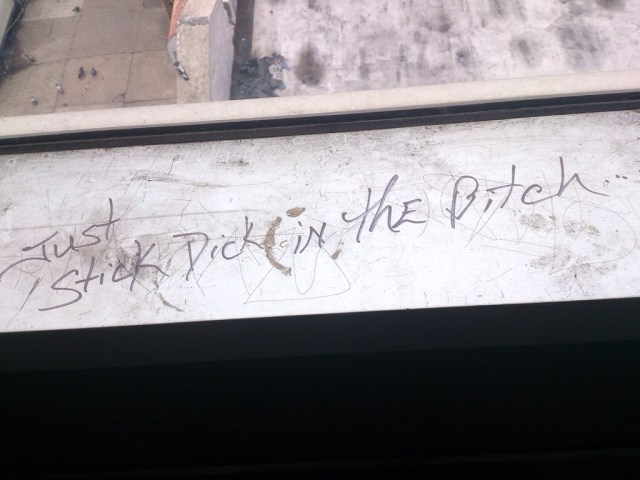 Just
Stick Dick in the Bitch...